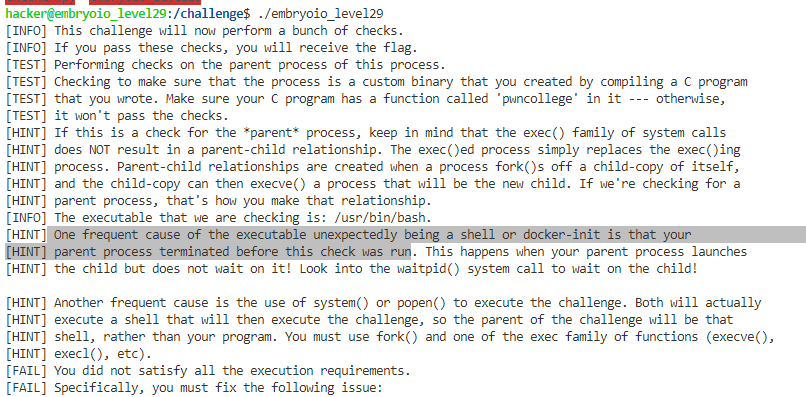 hacker@embryoio_level29:/challenge$ ./embryoio_level29
[INFO] This challenge will now perform a bunch of checks.
[INFO] If you pass these checks, you will receive the flag.
[TEST] Performing checks on the parent process of this process.
[TEST] Checking to make sure that the process is a custom binary that you created by compiling a C program
[TEST] that you wrote. Make sure your C program has a function called 'pwncollege' in it --- otherwise,
[TEST] it won't pass the checks.
[HINT] If this is a check for the *parent* process, keep in mind that the exec() family of system calls
[HINT] does NOT result in a parent-child relationship. The exec()ed process simply replaces the exec()ing
[HINT] process. Parent-child relationships are created when a process fork()s off a child-copy of itself,
[HINT] and the child-copy can then execve() a process that will be the new child. If we're checking for a
[HINT] parent process, that's how you make that relationship.
[INFO] The executable that we are checking is: /usr/bin/bash.
[HINT] One frequent cause of the executable unexpectedly being a shell or docker-init is that your
[HINT] parent process terminated before this check was run. This happens when your parent process launches
[HINT] the child but does not wait on it! Look into the waitpid() system call to wait on the child!
[HINT] Another frequent cause is the use of system() or popen() to execute the challenge. Both will actually
[HINT] execute a shell that will then execute the challenge, so the parent of the challenge will be that
[HINT] shell, rather than your program. You must use fork() and one of the exec family of functions (execve(),
[HINT] execl(), etc).
[FAIL] You did not satisfy all the execution requirements.
[FAIL] Specifically, you must fix the following issue: